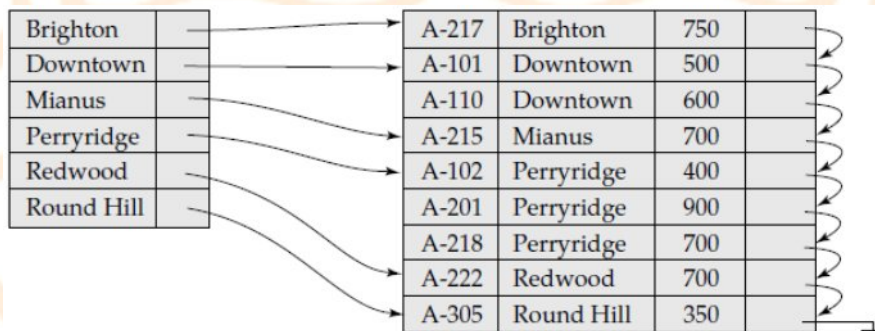 Brighton
Downtown
Mianus
Perryridge
Redwood
Round Hill
A-217 Brighton 750
A-101 Downtown 500
A-110 Downtown 600
A-215 Mianus 700
A-102 Perryridge 400
A-201 Perryridge 900
A-218 Perryridge 700
A-222 Redwood 700
A-305 Round Hill 350